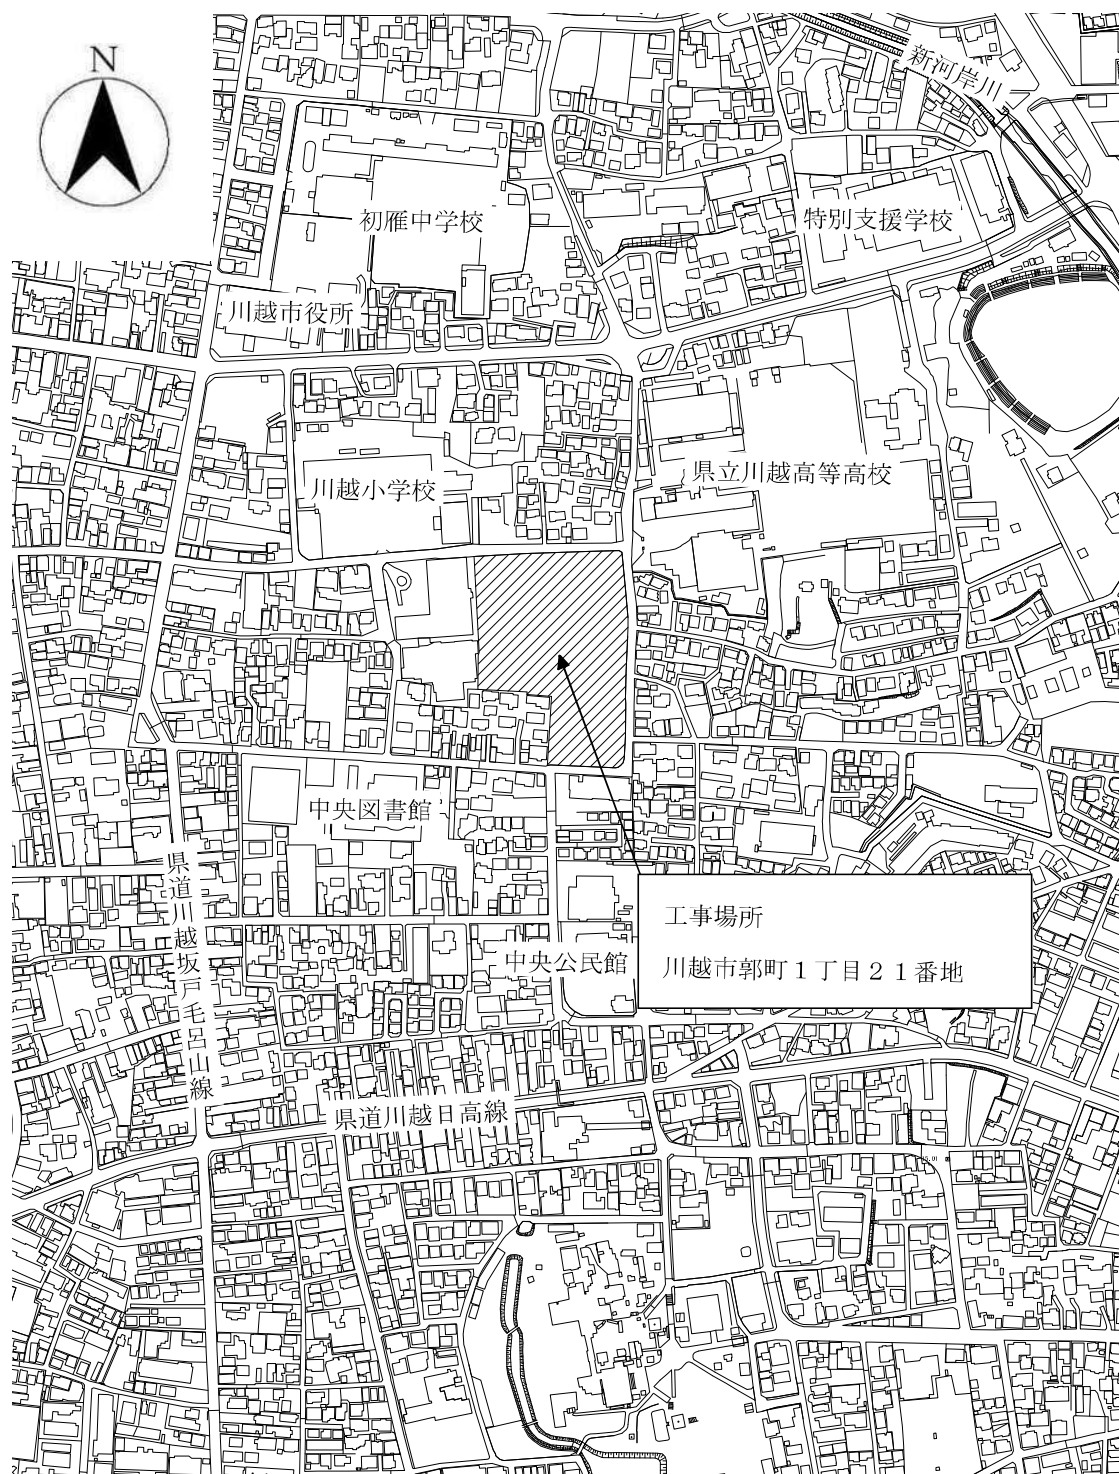 N
新河岸川
初雁中学校
特別支援学校
川越市役所
川越小学校
県立川越高等高校
中央図書館
県道川越坂戸毛呂山線
工事場所
中央公民館
川越市郭町１丁目２１番地
県道川越日高線